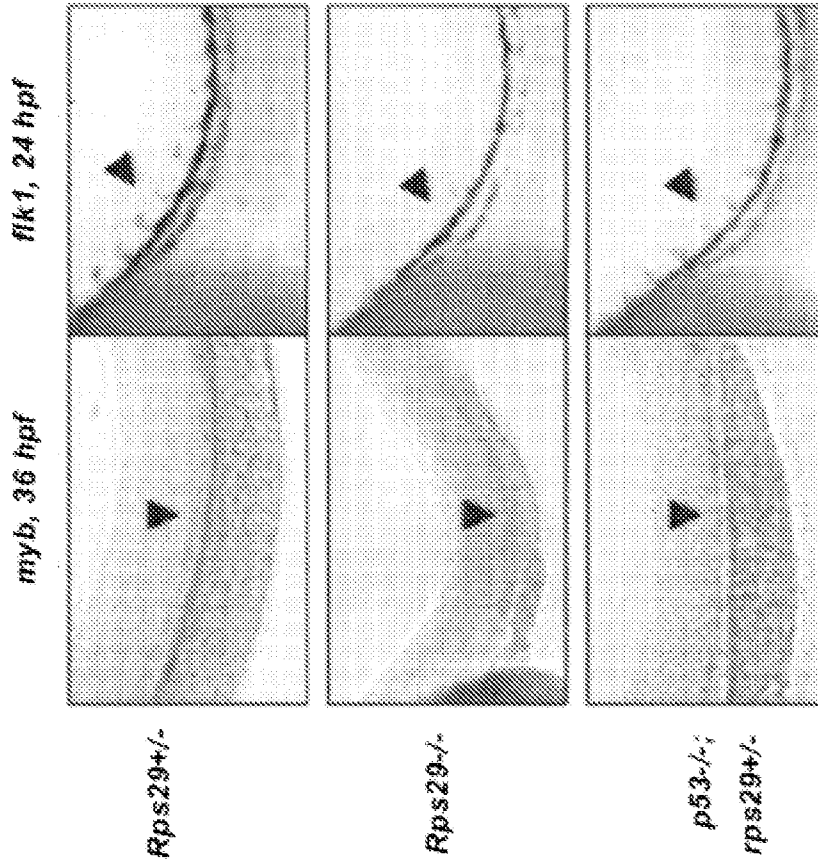 myb, 36 hpf
flk1, 24 hpf
Rps29+/-
Rps29-/-
p53-/-;
rps29+/-